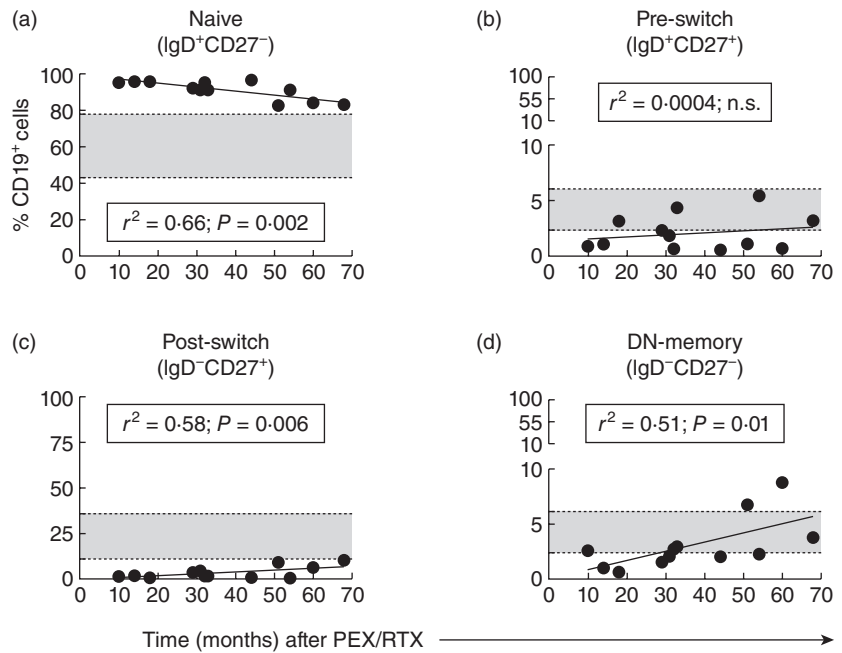 (a)
Naive
(IgD⁺CD27⁻)
% CD19⁺ cells
100
80
60
40
20
0
r² = 0·66; P = 0·002
0 10 20 30 40 50 60 70
(b)
Pre-switch
(IgD⁺CD27⁺)
100
55
10
10
5
0
r² = 0·0004; n.s.
0 10 20 30 40 50 60 70
(c)
Post-switch
(IgD⁻CD27⁺)
100
75
50
25
0
r² = 0·58; P = 0·006
0 10 20 30 40 50 60 70
(d)
DN-memory
(IgD⁻CD27⁻)
100
55
10
10
5
0
r² = 0·51; P = 0·01
0 10 20 30 40 50 60 70
Time (months) after PEX/RTX